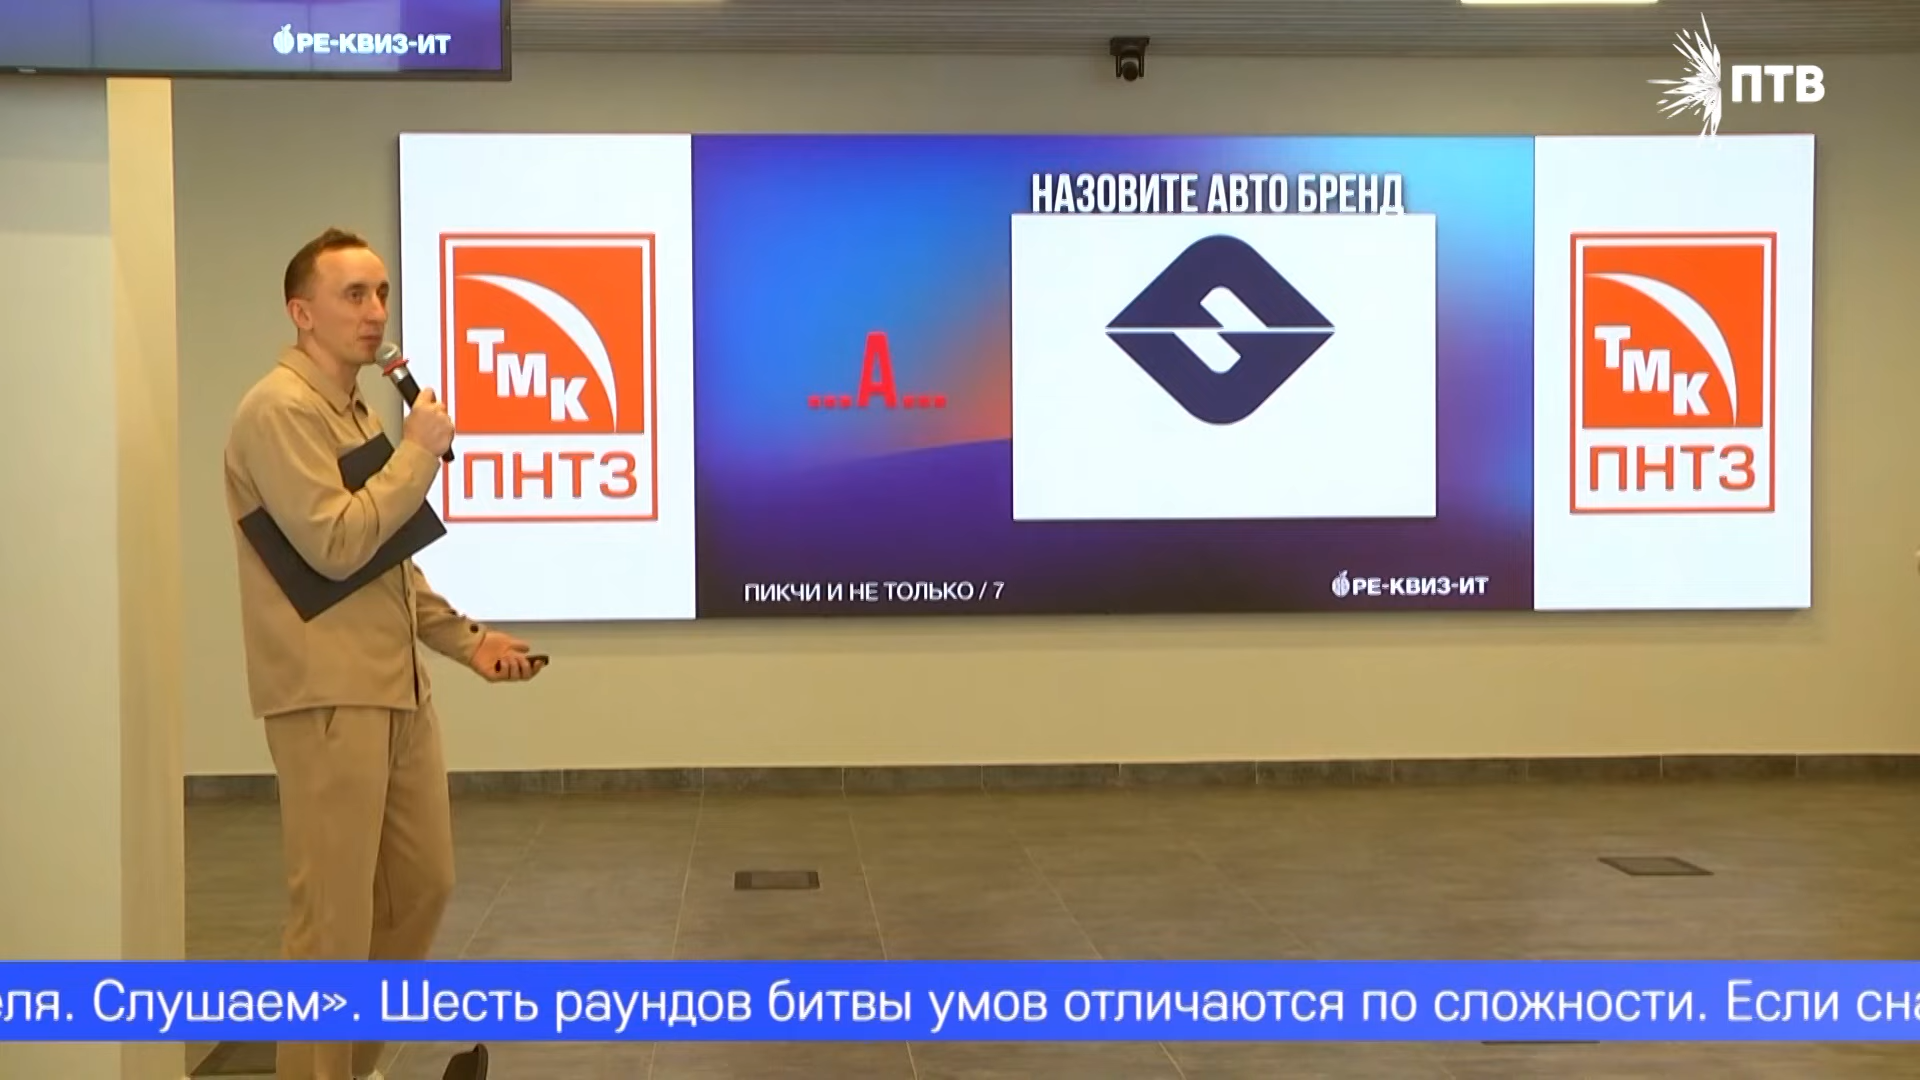 РЕ-КВИЗ-ИТ
ПТВ
НАЗОВИТЕ АВТО БРЕНД
ТМК
ПНТЗ
...А...
ТМК
ПНТЗ
ПИКЧИ И НЕ ТОЛЬКО / 7
РЕ-КВИЗ-ИТ
еля. Слушаем». Шесть раундов битвы умов отличаются по сложности. Если сна